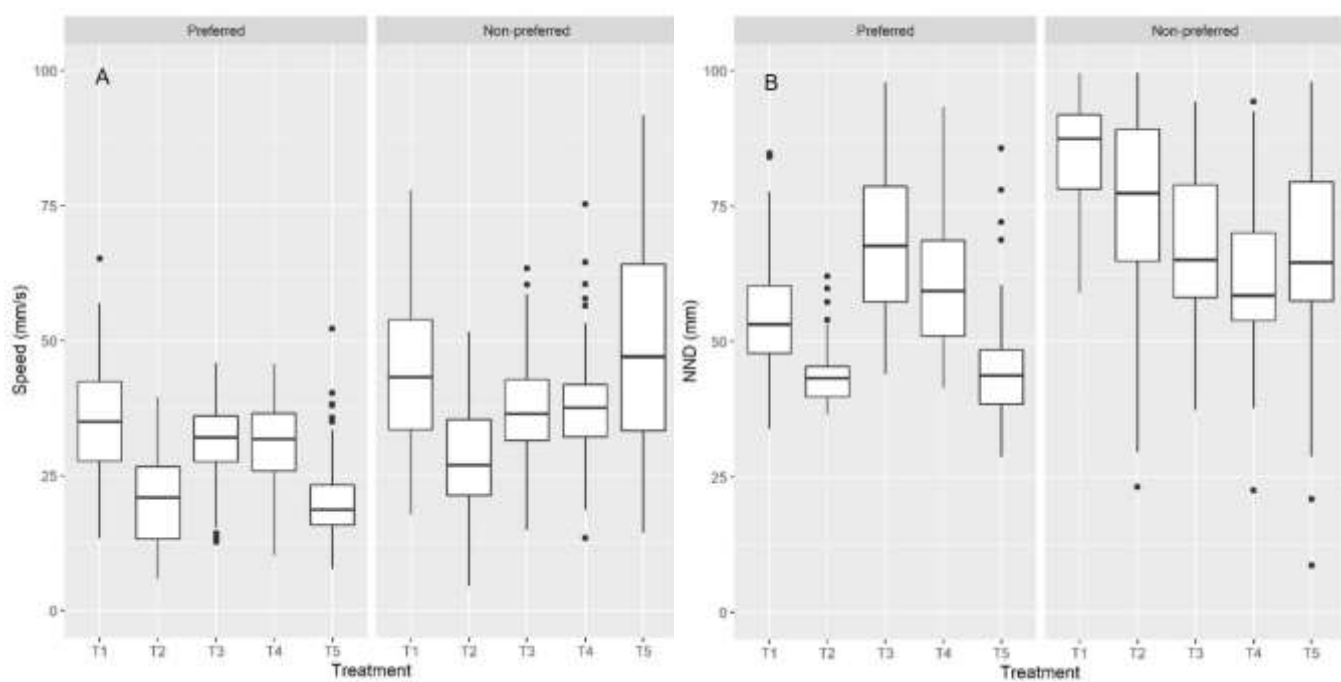 Preferred Non-preferred
A
100
75
50
25
0
Speed (mm/s)
T1 T2 T3 T4 T5 T1 T2 T3 T4 T5
Treatment
Preferred Non-preferred
B
100
75
50
25
0
NND (mm)
T1 T2 T3 T4 T5 T1 T2 T3 T4 T5
Treatment